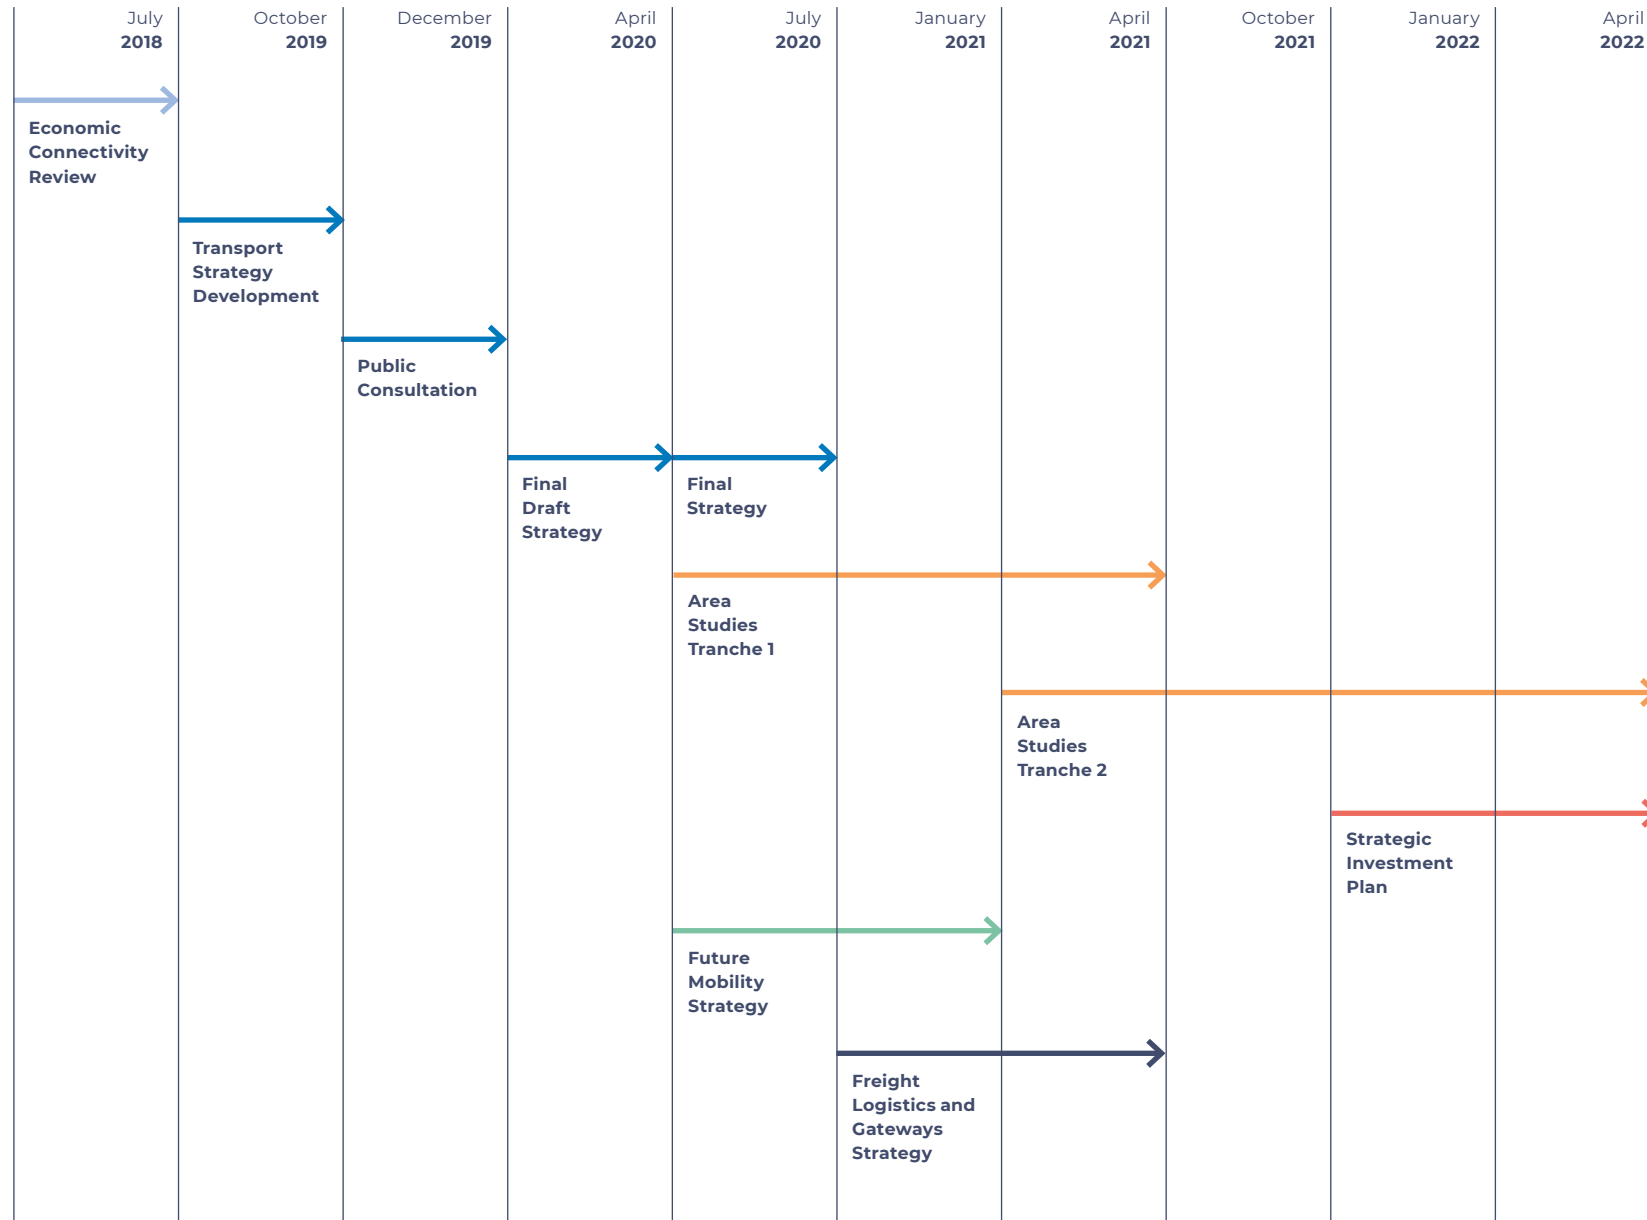 July
2018
October
2019
December
2019
April
2020
July
2020
January
2021
April
2021
October
2021
January
2022
April
2022
Economic
Connectivity
Review
Transport
Strategy
Development
Public
Consultation
Final
Draft
Strategy
Final
Strategy
Area
Studies
Tranche 1
Area
Studies
Tranche 2
Strategic
Investment
Plan
Future
Mobility
Strategy
Freight
Logistics and
Gateways
Strategy